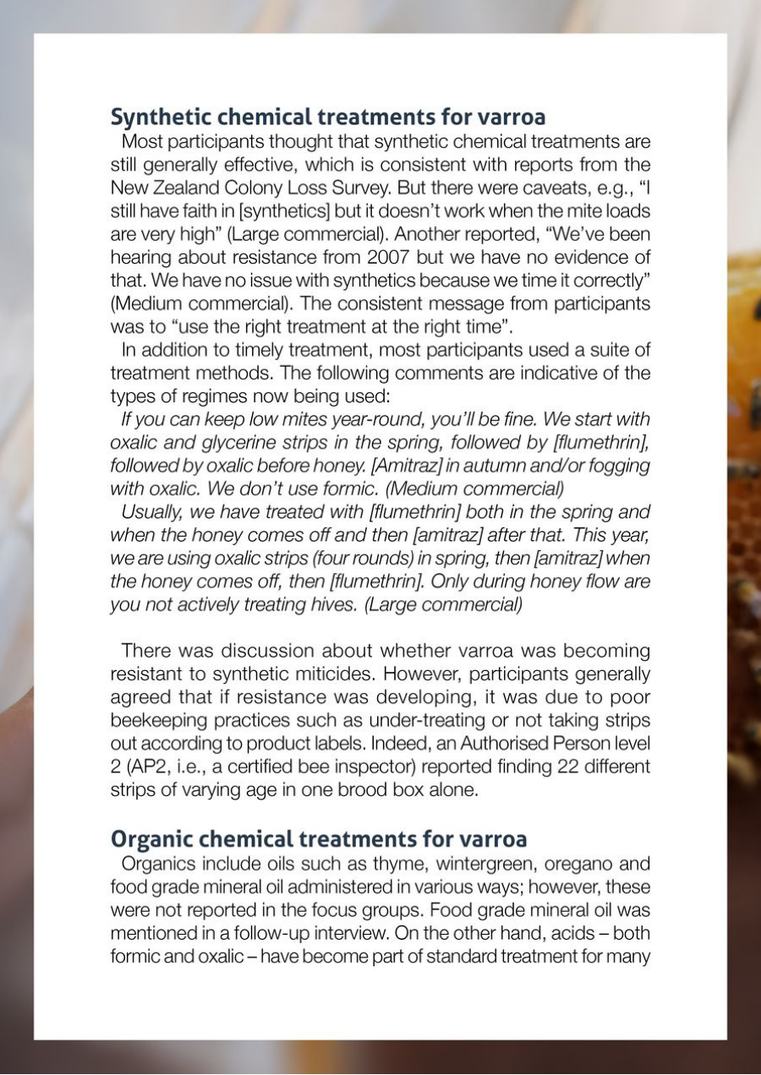 Synthetic chemical treatments for varroa
Most participants thought that synthetic chemical treatments are
still generally effective, which is consistent with reports from the
New Zealand Colony Loss Survey. But there were caveats, e.g., “I
still have faith in [synthetics] but it doesn’t work when the mite loads
are very high” (Large commercial). Another reported, “We’ve been
hearing about resistance from 2007 but we have no evidence of
that. We have no issue with synthetics because we time it correctly”
(Medium commercial). The consistent message from participants
was to “use the right treatment at the right time”.
In addition to timely treatment, most participants used a suite of
treatment methods. The following comments are indicative of the
types of regimes now being used:
If you can keep low mites year-round, you’ll be fine. We start with
oxalic and glycerine strips in the spring, followed by [flumethrin],
followed by oxalic before honey. [Amitraz] in autumn and/or fogging
with oxalic. We don’t use formic. (Medium commercial)
Usually, we have treated with [flumethrin] both in the spring and
when the honey comes off and then [amitraz] after that. This year,
we are using oxalic strips (four rounds) in spring, then [amitraz] when
the honey comes off, then [flumethrin]. Only during honey flow are
you not actively treating hives. (Large commercial)
There was discussion about whether varroa was becoming
resistant to synthetic miticides. However, participants generally
agreed that if resistance was developing, it was due to poor
beekeeping practices such as under-treating or not taking strips
out according to product labels. Indeed, an Authorised Person level
2 (AP2, i.e., a certified bee inspector) reported finding 22 different
strips of varying age in one brood box alone.
Organic chemical treatments for varroa
Organics include oils such as thyme, wintergreen, oregano and
food grade mineral oil administered in various ways; however, these
were not reported in the focus groups. Food grade mineral oil was
mentioned in a follow-up interview. On the other hand, acids – both
formic and oxalic – have become part of standard treatment for many